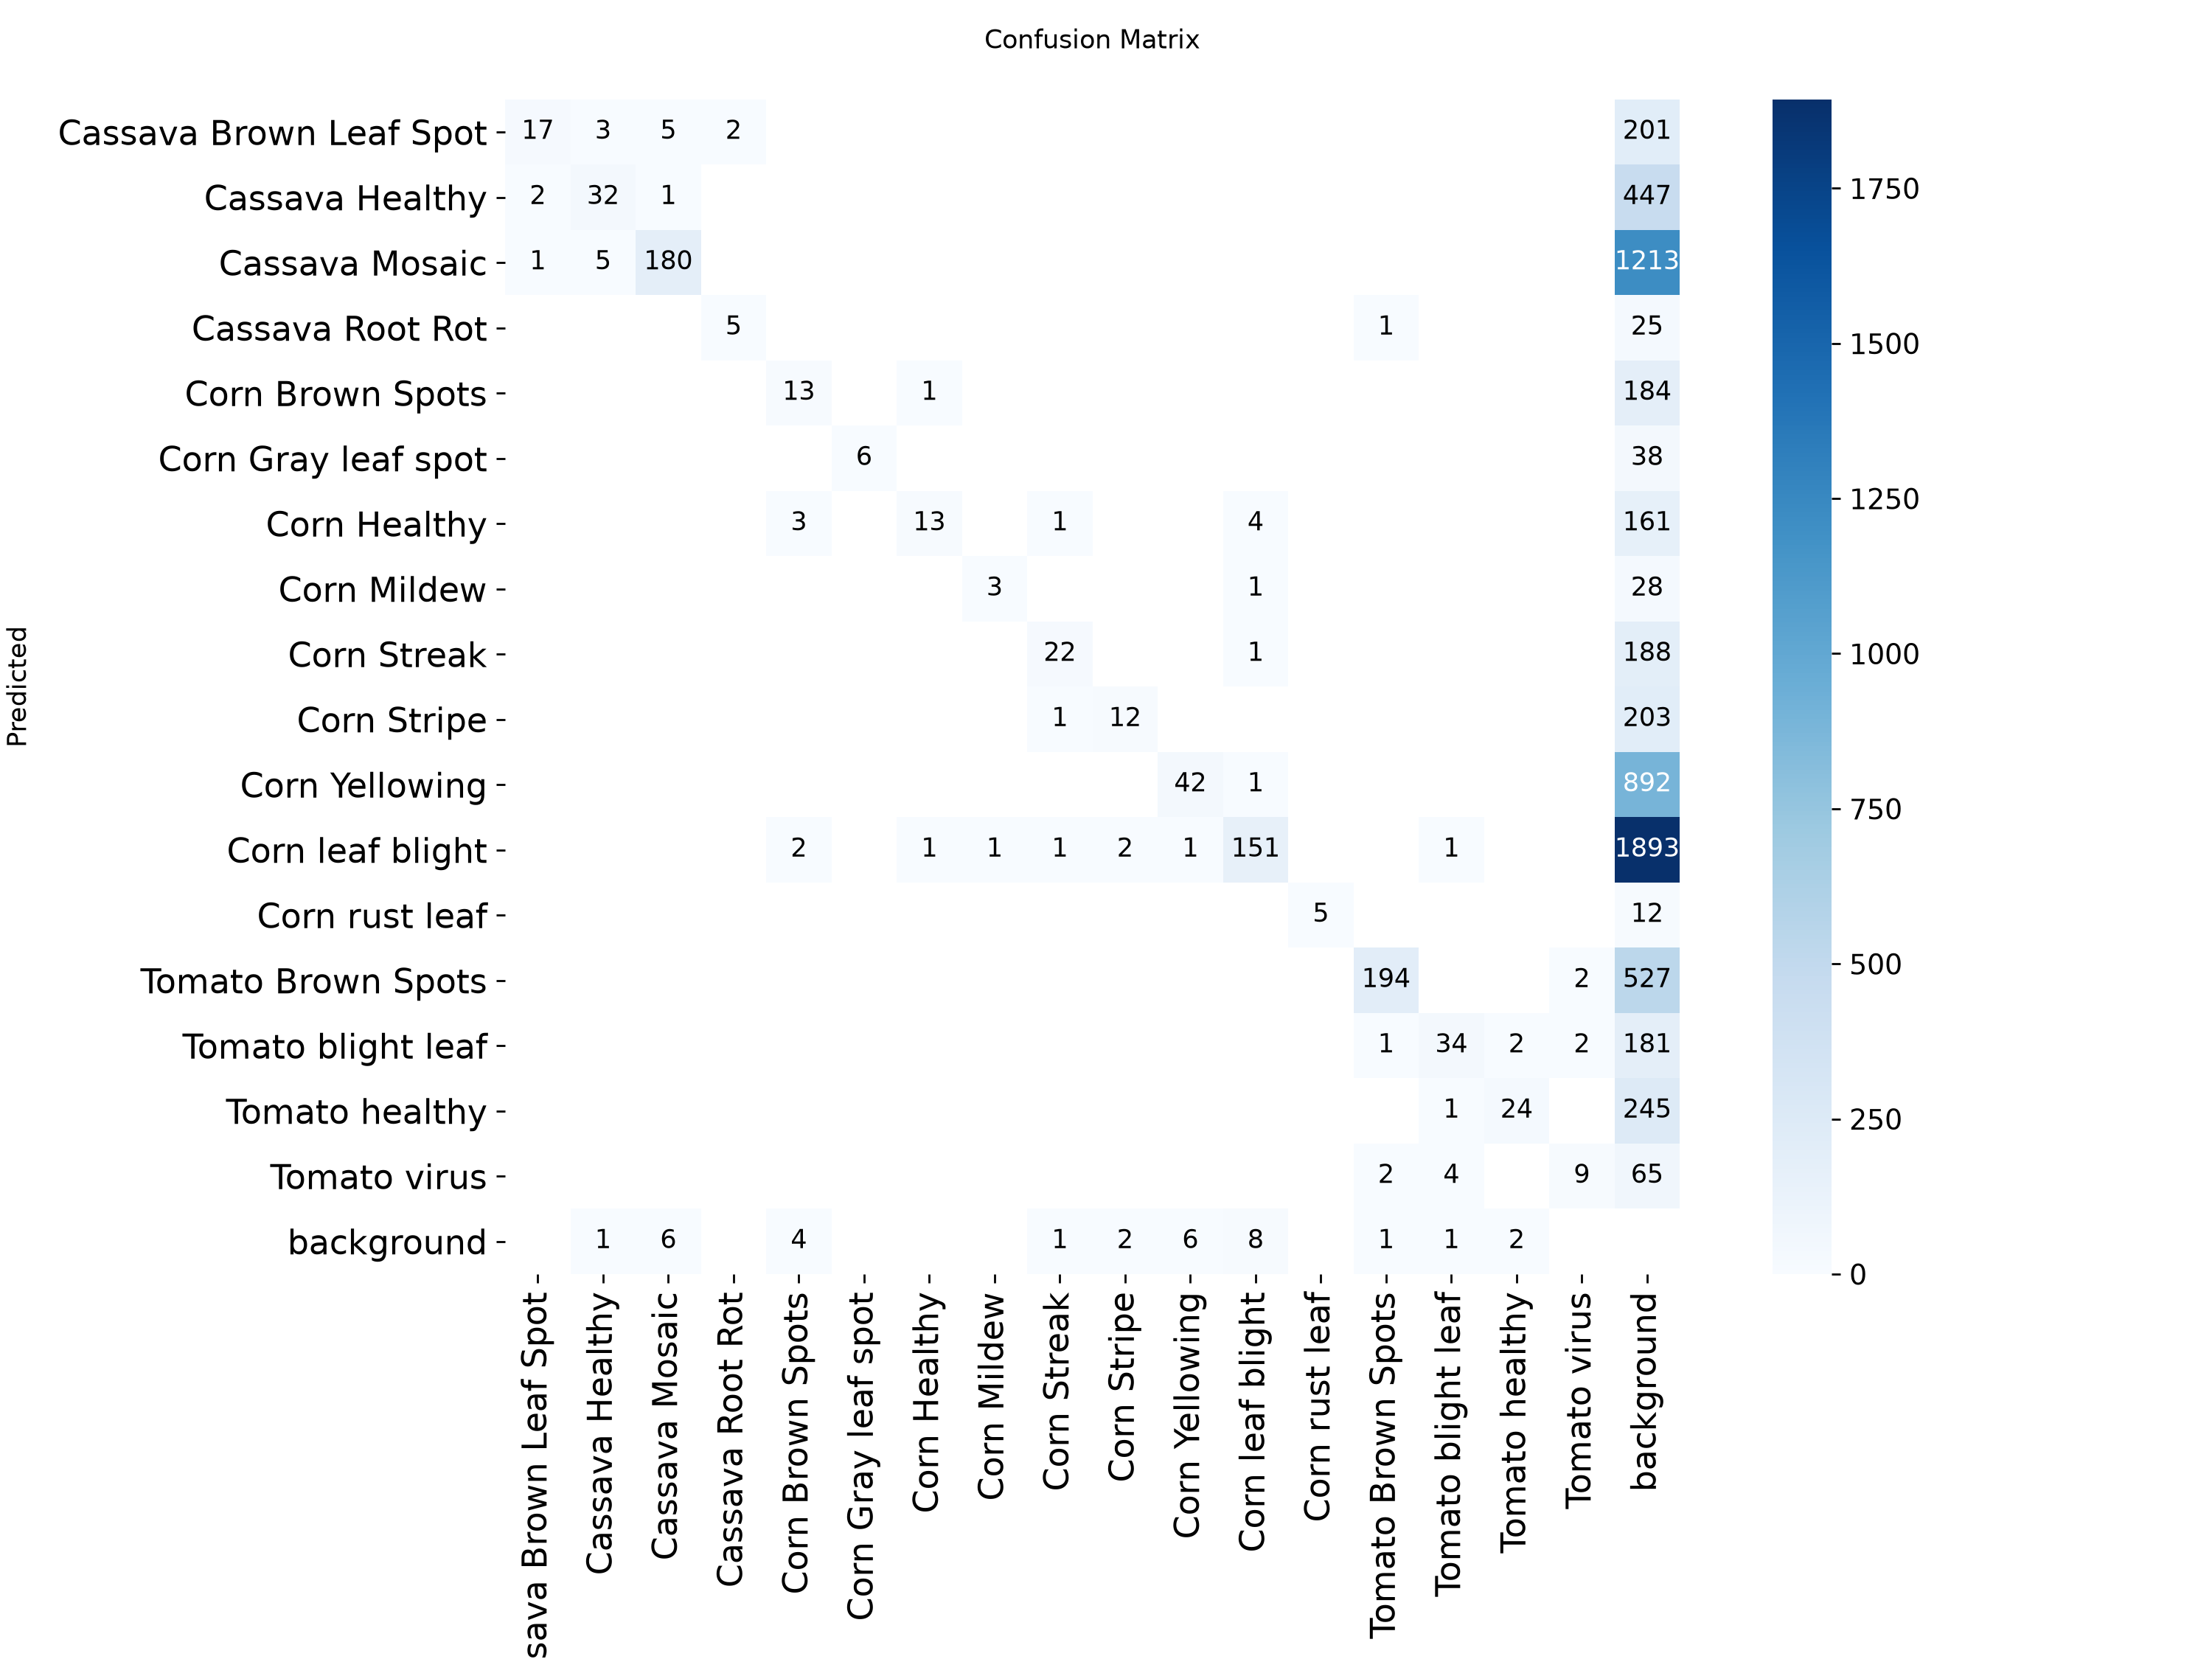 Confusion Matrix
Predicted
Cassava Brown Leaf Spot 17 3 5 2 201
Cassava Healthy 2 32 1 447
Cassava Mosaic 1 5 180 1213
Cassava Root Rot 5 1 25
Corn Brown Spots 13 1 184
Corn Gray leaf spot 6 38
Corn Healthy 3 13 1 4 161
Corn Mildew 3 1 28
Corn Streak 22 1 188
Corn Stripe 1 12 203
Corn Yellowing 42 1 892
Corn leaf blight 2 1 1 1 2 1 151 1 1893
Corn rust leaf 5 12
Tomato Brown Spots 194 2 527
Tomato blight leaf 1 34 2 2 181
Tomato healthy 1 24 245
Tomato virus 2 4 9 65
background 1 6 4 1 2 6 8 1 1 2
sava Brown Leaf Spot
Cassava Healthy
Cassava Mosaic
Cassava Root Rot
Corn Brown Spots
Corn Gray leaf spot
Corn Healthy
Corn Mildew
Corn Streak
Corn Stripe
Corn Yellowing
Corn leaf blight
Corn rust leaf
Tomato Brown Spots
Tomato blight leaf
Tomato healthy
Tomato virus
background
1750
1500
1250
1000
750
500
250
0